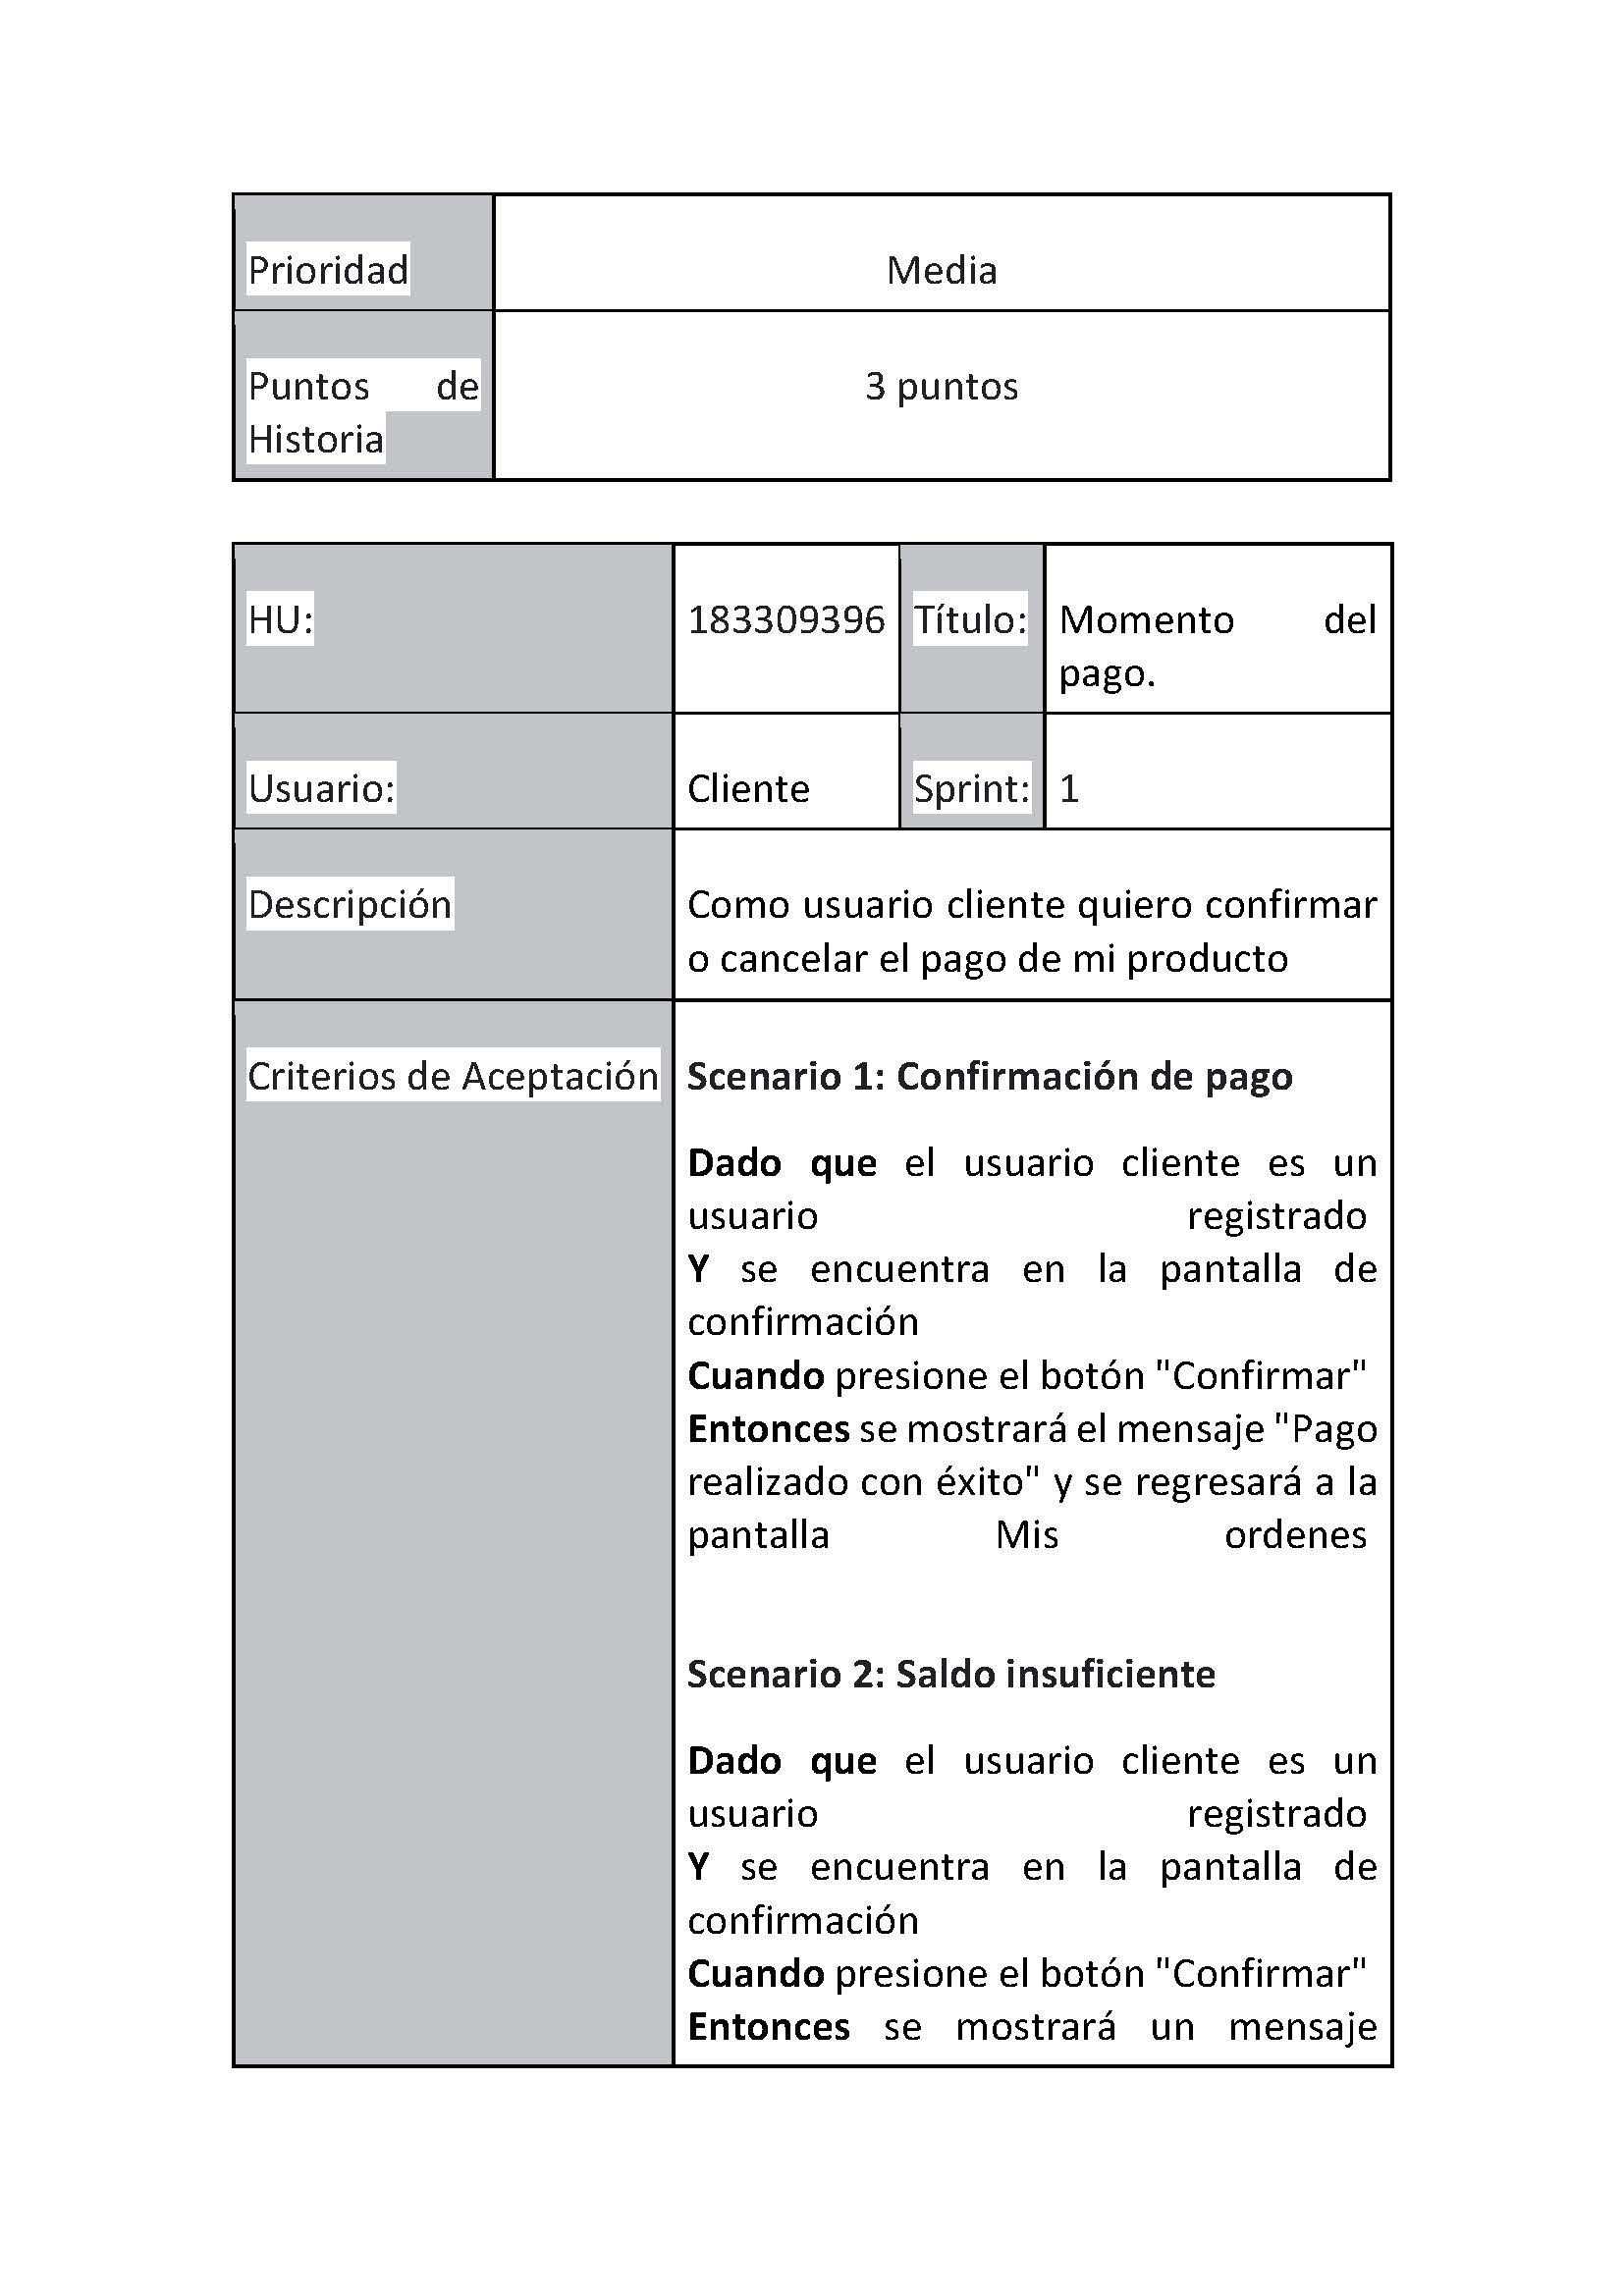 Prioridad
Media
Puntos de
Historia
3 puntos
HU:
183309396
Título:
Momento del
pago.
Usuario:
Cliente
Sprint:
1
Descripción
Como usuario cliente quiero confirmar
o cancelar el pago de mi producto
Criterios de Aceptación
Scenario 1: Confirmación de pago
Dado que el usuario cliente es un
usuario registrado
Y se encuentra en la pantalla de
confirmación
Cuando presione el botón "Confirmar"
Entonces se mostrará el mensaje "Pago
realizado con éxito" y se regresará a la
pantalla Mis ordenes
Scenario 2: Saldo insuficiente
Dado que el usuario cliente es un
usuario registrado
Y se encuentra en la pantalla de
confirmación
Cuando presione el botón "Confirmar"
Entonces se mostrará un mensaje